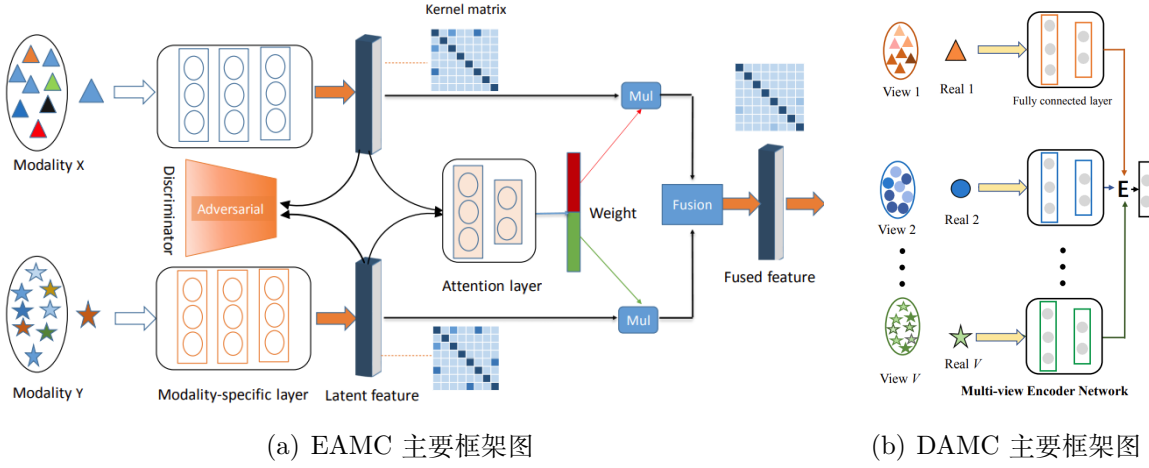 Kernel matrix
Modality X
Discriminator
Adversarial
Mul
Weight
Attention layer
Fusion
Fused feature
Mul
Modality Y
Modality-specific layer
Latent feature
(a) EAMC 主要框架图
View 1
Real 1
Fully connected layer
View 2
Real 2
E
View V
Real V
Multi-view Encoder Network
(b) DAMC 主要框架图